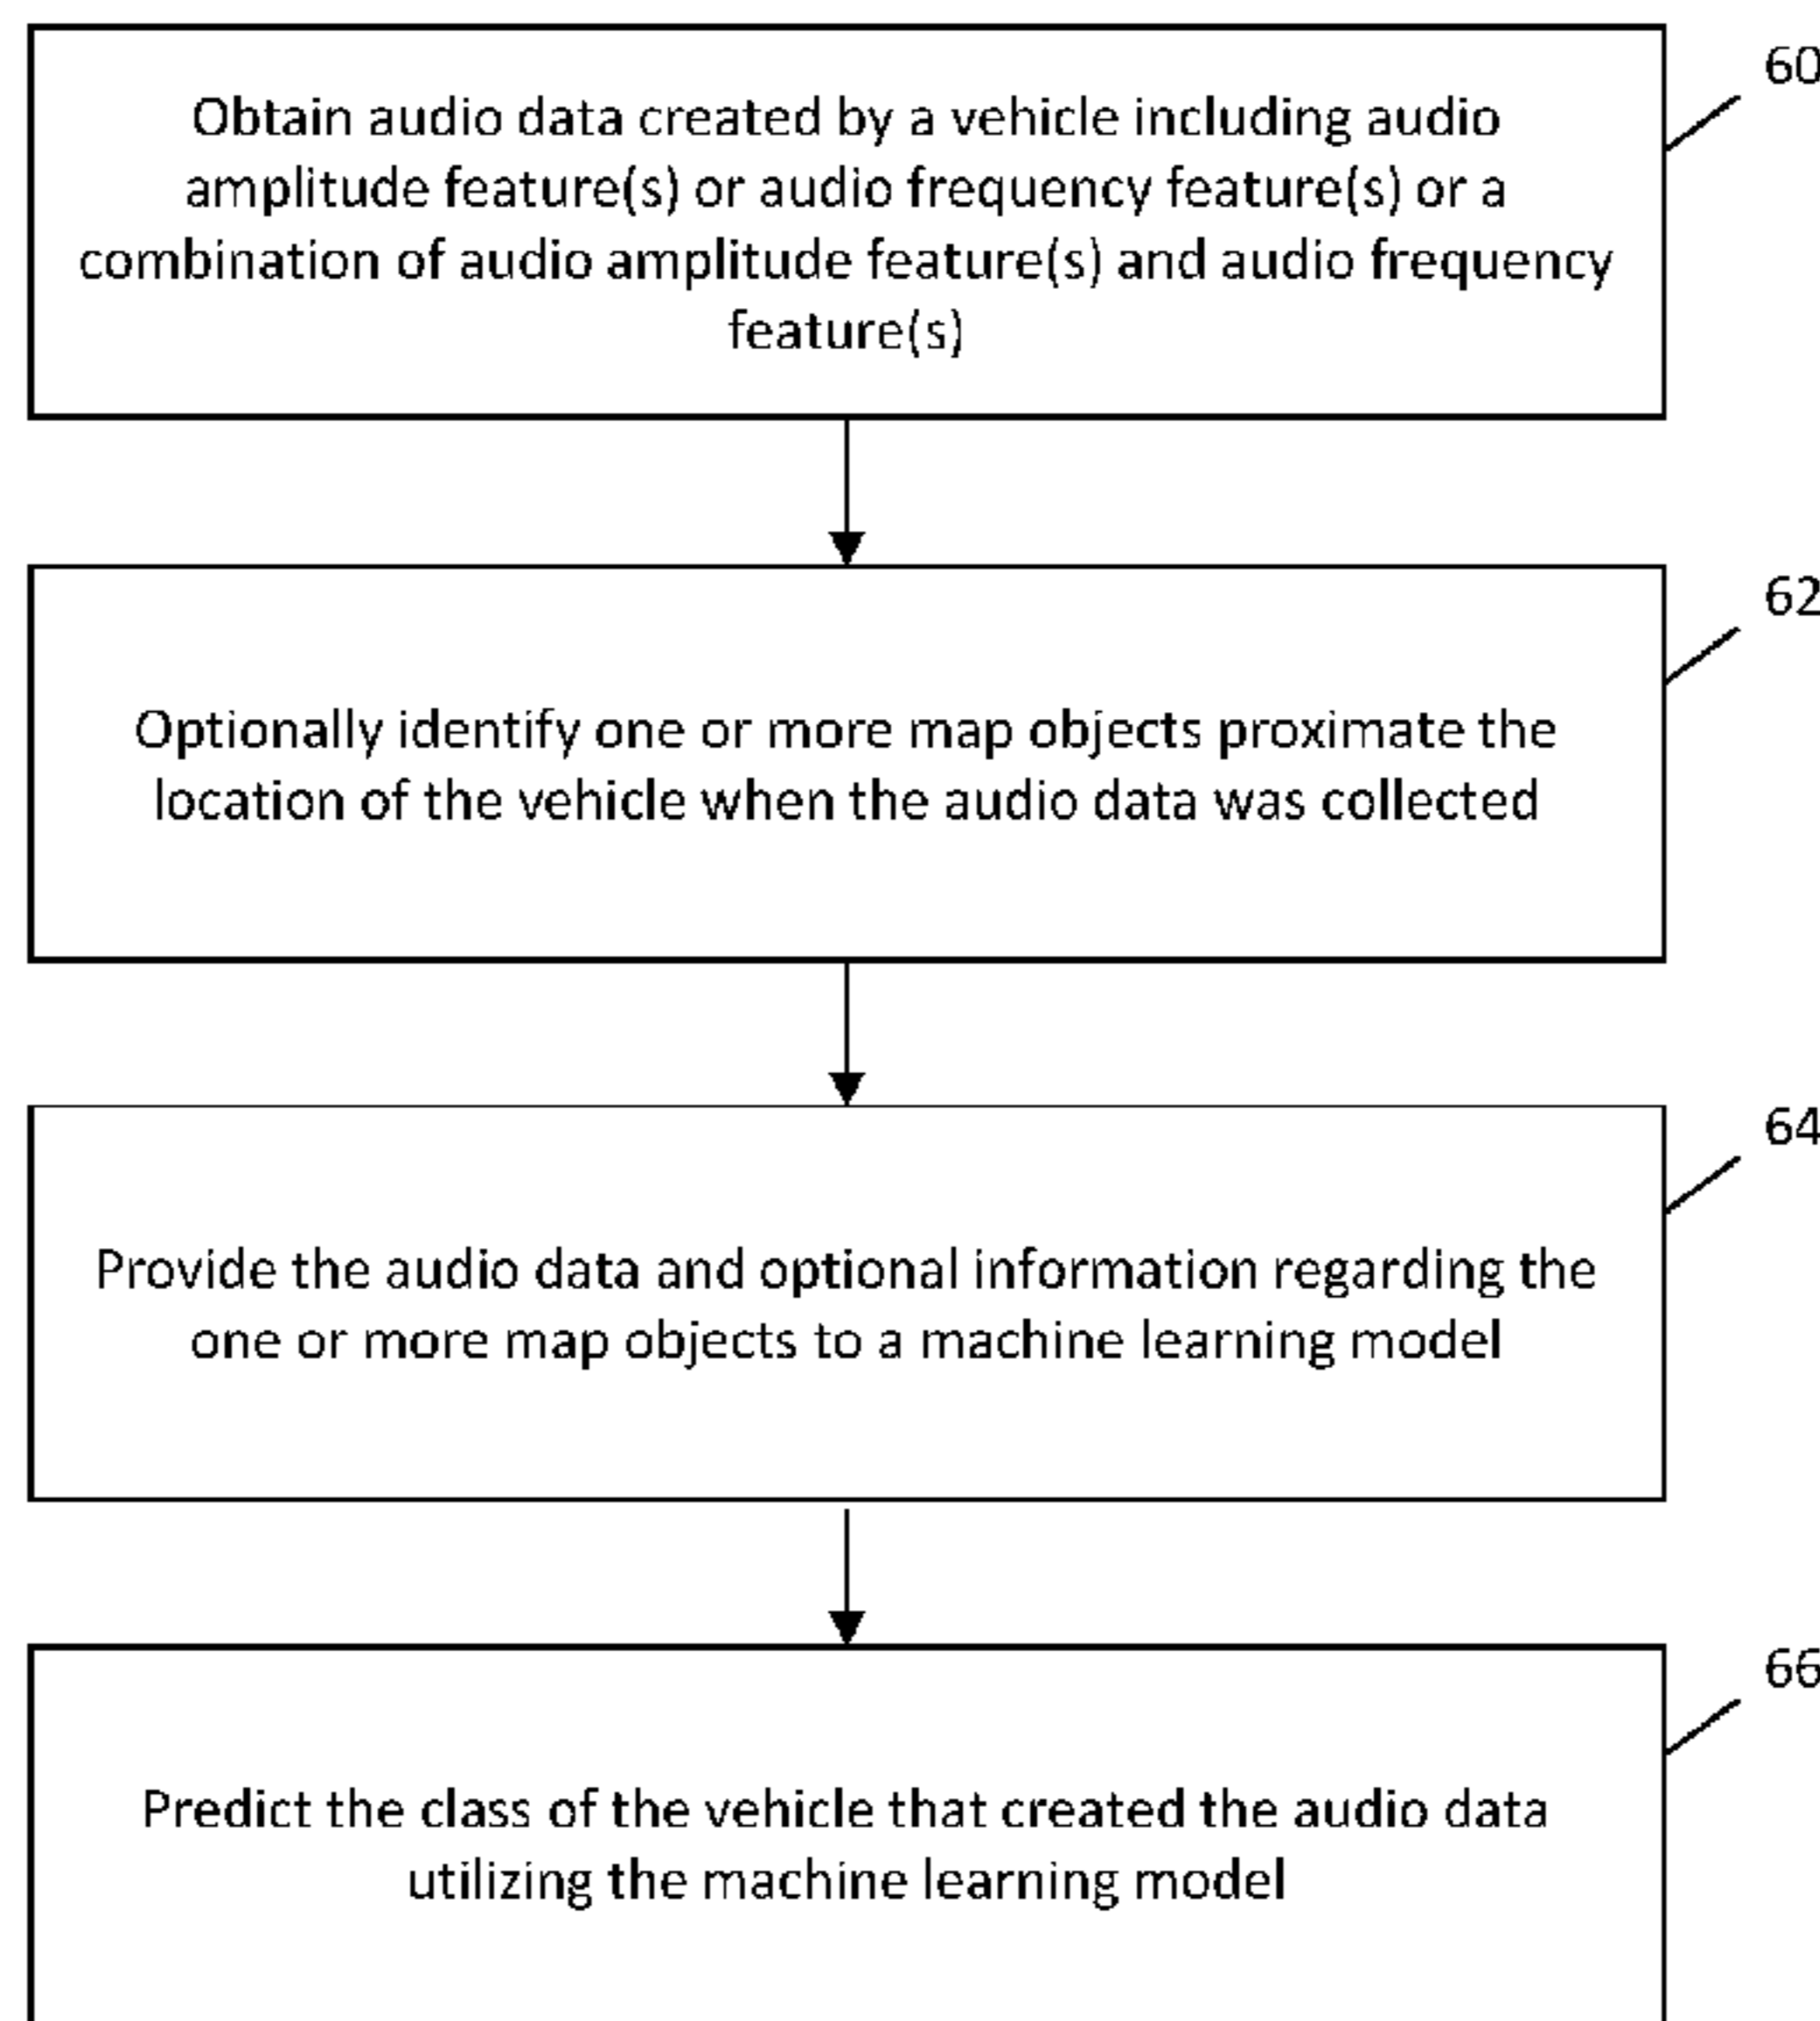 60
Obtain audio data created by a vehicle including audio
amplitude feature(s) or audio frequency feature(s) or a
combination of audio amplitude feature(s) and audio frequency
feature(s)
62
Optionally identify one or more map objects proximate the
location of the vehicle when the audio data was collected
64
Provide the audio data and optional information regarding the
one or more map objects to a machine learning model
66
Predict the class of the vehicle that created the audio data
utilizing the machine learning model